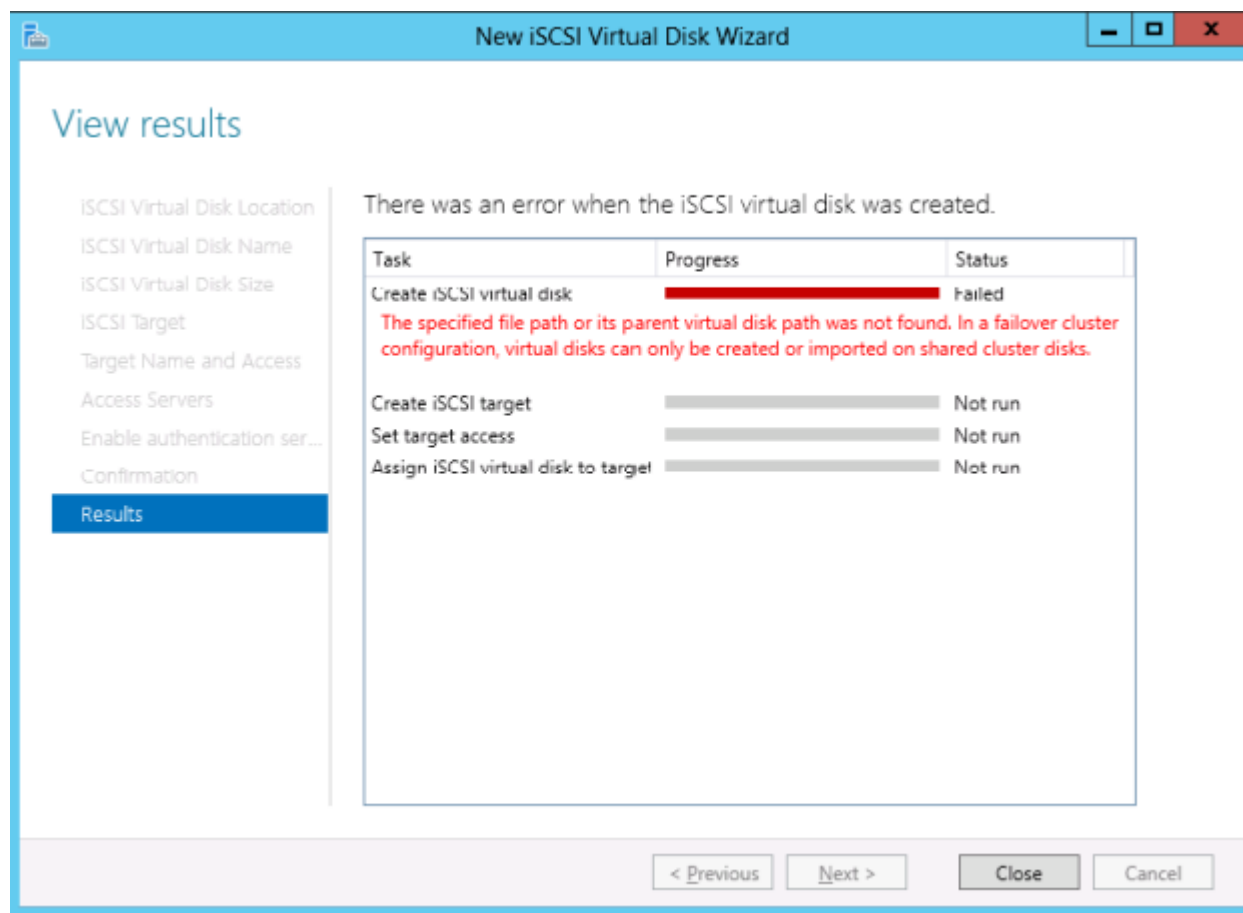 New iSCSI Virtual Disk Wizard
View results
iSCSI Virtual Disk Location
iSCSI Virtual Disk Name
iSCSI Virtual Disk Size
iSCSI Target
Target Name and Access
Access Servers
Enable authentication ser...
Confirmation
Results
There was an error when the iSCSI virtual disk was created.
Task Progress Status
Create iSCSI virtual disk Failed
The specified file path or its parent virtual disk path was not found. In a failover cluster
configuration, virtual disks can only be created or imported on shared cluster disks.
Create iSCSI target Not run
Set target access Not run
Assign iSCSI virtual disk to target Not run
< Previous Next > Close Cancel